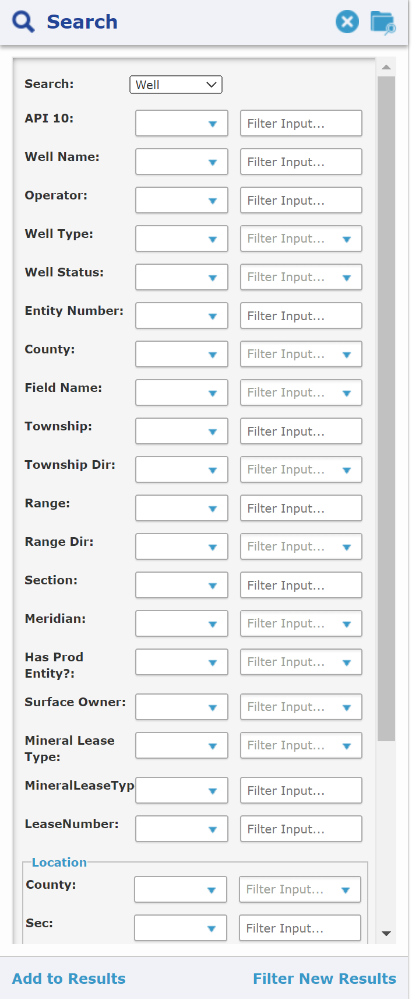 Search
Search: Well
API 10: Filter Input...
Well Name: Filter Input...
Operator: Filter Input...
Well Type: Filter Input...
Well Status: Filter Input...
Entity Number: Filter Input...
County: Filter Input...
Field Name: Filter Input...
Township: Filter Input...
Township Dir: Filter Input...
Range: Filter Input...
Range Dir: Filter Input...
Section: Filter Input...
Meridian: Filter Input...
Has Prod Filter Input...
Entity?:
Surface Owner: Filter Input...
Mineral Lease Filter Input...
Type:
MineralLeaseType Filter Input...
LeaseNumber: Filter Input...
Location
County: Filter Input...
Sec: Filter Input...
Add to Results Filter New Results